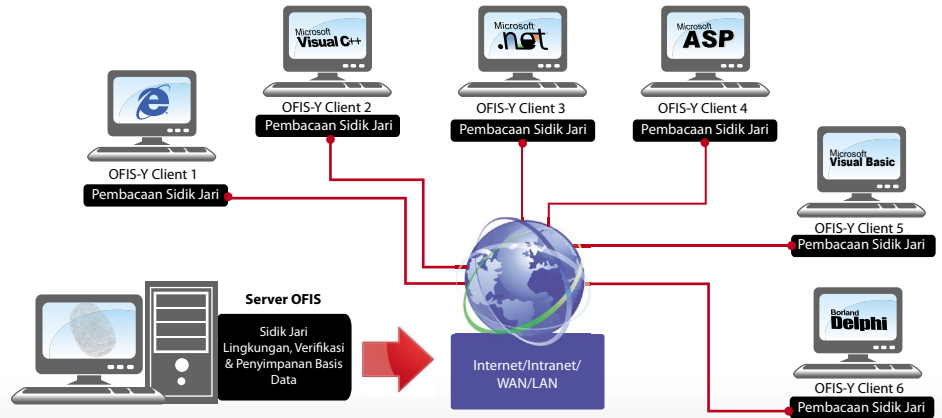 Microsoft
Visual C++
OFIS-Y Client 2
Pembacaan Sidik Jari
Microsoft
.net
OFIS-Y Client 3
Pembacaan Sidik Jari
Microsoft
ASP
OFIS-Y Client 4
Pembacaan Sidik Jari
e
OFIS-Y Client 1
Pembacaan Sidik Jari
Microsoft
Visual Basic
OFIS-Y Client 5
Pembacaan Sidik Jari
Server OFIS
Sidik Jari
Lingkungan, Verifikasi
& Penyimpanan Basis
Data
Internet/Intranet/
WAN/LAN
Borland
Delphi
OFIS-Y Client 6
Pembacaan Sidik Jari